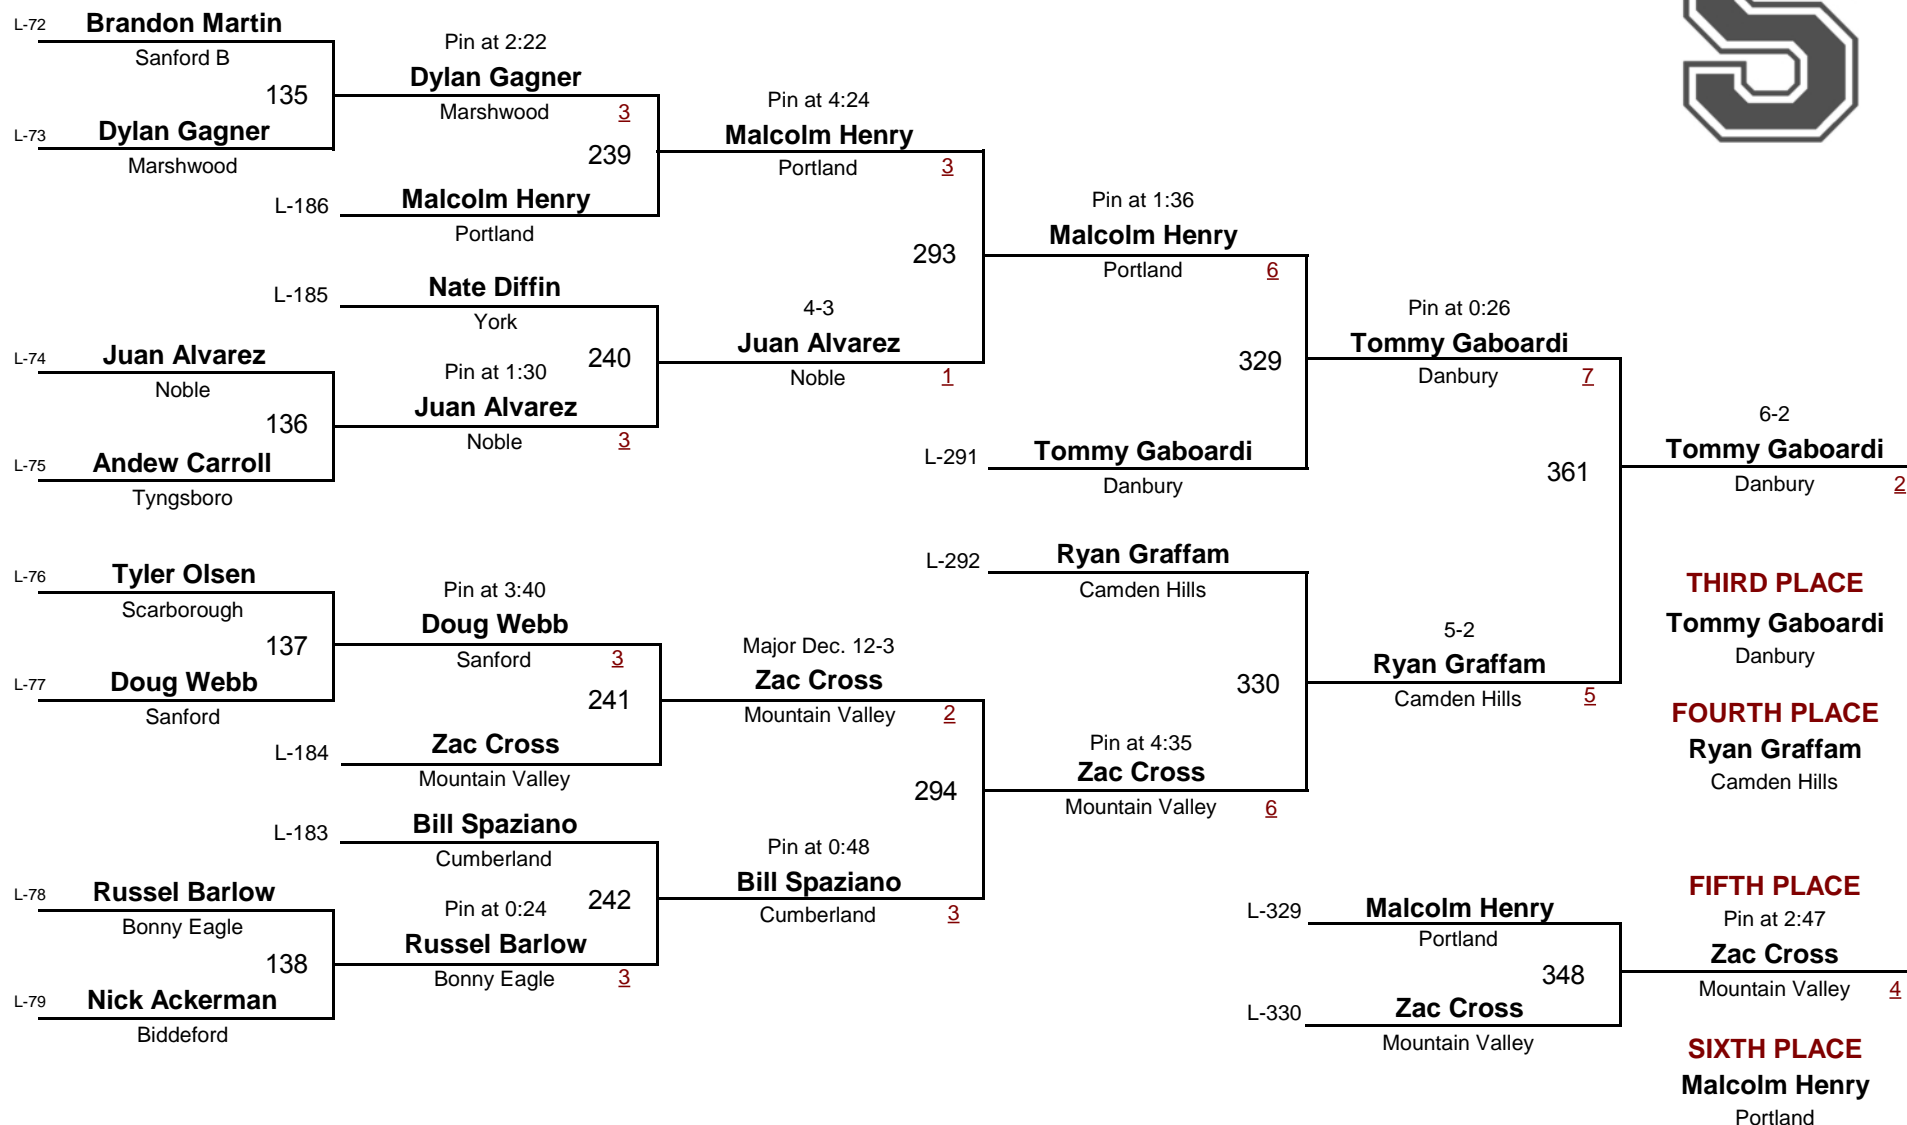 L-72 Brandon Martin
Sanford B
135
L-73 Dylan Gagner
Marshwood
Pin at 2:22
Dylan Gagner
Marshwood 3
239
L-186 Malcolm Henry
Portland
Pin at 4:24
Malcolm Henry
Portland 3
293
L-185 Nate Diffin
York
240
L-74 Juan Alvarez
Noble
136
L-75 Andew Carroll
Tyngsboro
Pin at 1:30
Juan Alvarez
Noble 3
4-3
Juan Alvarez
Noble 1
Pin at 1:36
Malcolm Henry
Portland 6
329
L-291 Tommy Gaboardi
Danbury
Pin at 0:26
Tommy Gaboardi
Danbury 7
361
6-2
Tommy Gaboardi
Danbury 2
L-76 Tyler Olsen
Scarborough
137
L-77 Doug Webb
Sanford
Pin at 3:40
Doug Webb
Sanford 3
241
L-184 Zac Cross
Mountain Valley
Major Dec. 12-3
Zac Cross
Mountain Valley 2
294
L-183 Bill Spaziano
Cumberland
242
L-78 Russel Barlow
Bonny Eagle
138
L-79 Nick Ackerman
Biddeford
Pin at 0:24
Russel Barlow
Bonny Eagle 3
Pin at 0:48
Bill Spaziano
Cumberland 3
L-292 Ryan Graffam
Camden Hills
330
Pin at 4:35
Zac Cross
Mountain Valley 6
5-2
Ryan Graffam
Camden Hills 5
THIRD PLACE
Tommy Gaboardi
Danbury
FOURTH PLACE
Ryan Graffam
Camden Hills
L-329 Malcolm Henry
Portland
348
L-330 Zac Cross
Mountain Valley
FIFTH PLACE
Pin at 2:47
Zac Cross
Mountain Valley 4
SIXTH PLACE
Malcolm Henry
Portland
S